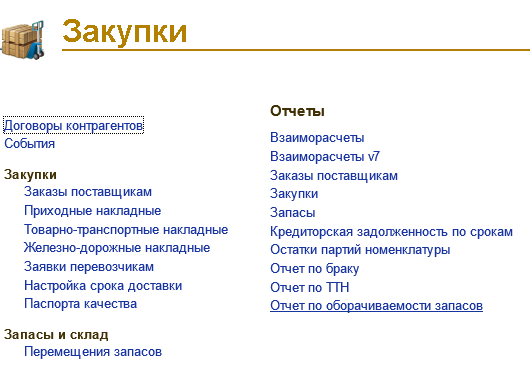 Закупки
Договоры контрагентов
События
Закупки
Заказы поставщикам
Приходные накладные
Товарно-транспортные накладные
Железно-дорожные накладные
Заявки перевозчикам
Настройка срока доставки
Паспорта качества
Запасы и склад
Перемещения запасов
Отчеты
Взаиморасчеты
Взаиморасчеты v7
Заказы поставщикам
Закупки
Запасы
Кредиторская задолженность по срокам
Остатки партий номенклатуры
Отчет по браку
Отчет по ТТН
Отчет по оборачиваемости запасов